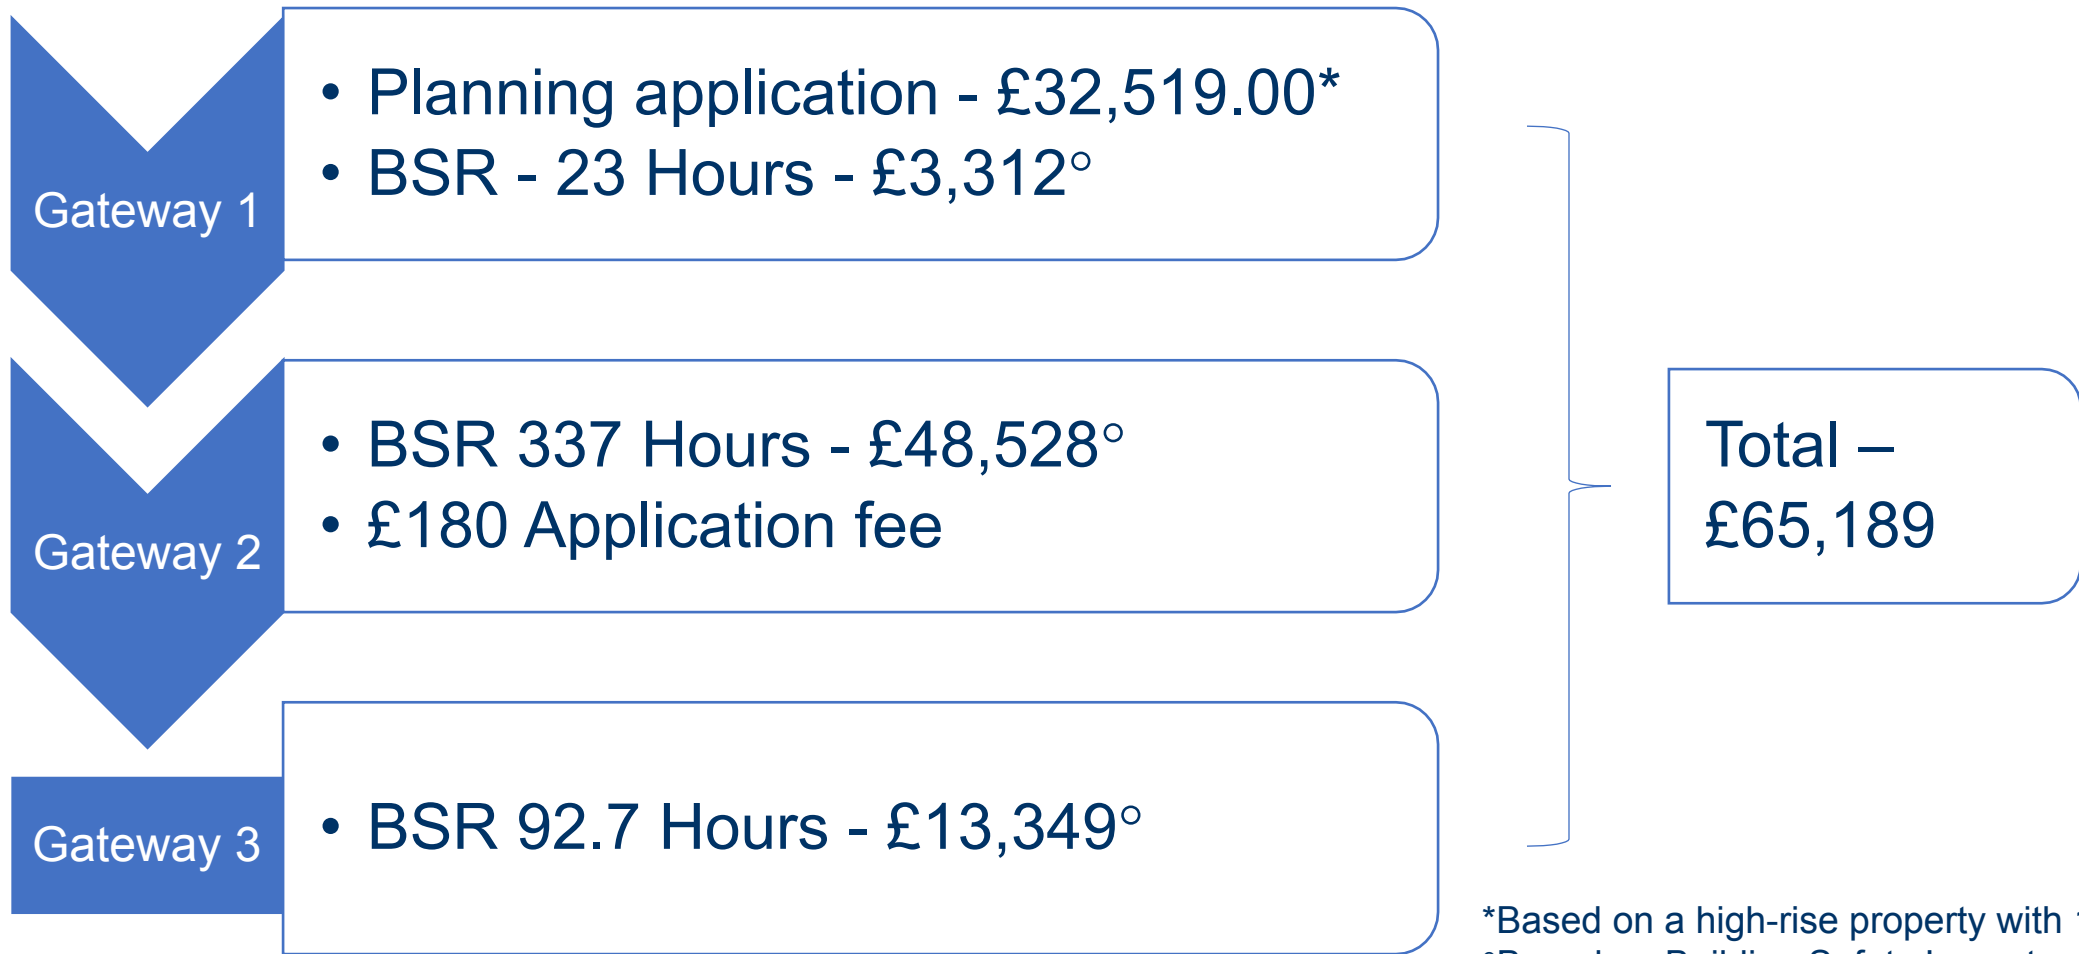 Gateway 1
• Planning application - £32,519.00*
• BSR - 23 Hours - £3,312°
Gateway 2
• BSR 337 Hours - £48,528°
• £180 Application fee
Gateway 3
• BSR 92.7 Hours - £13,349°
Total –
£65,189
*Based on a high-rise property with